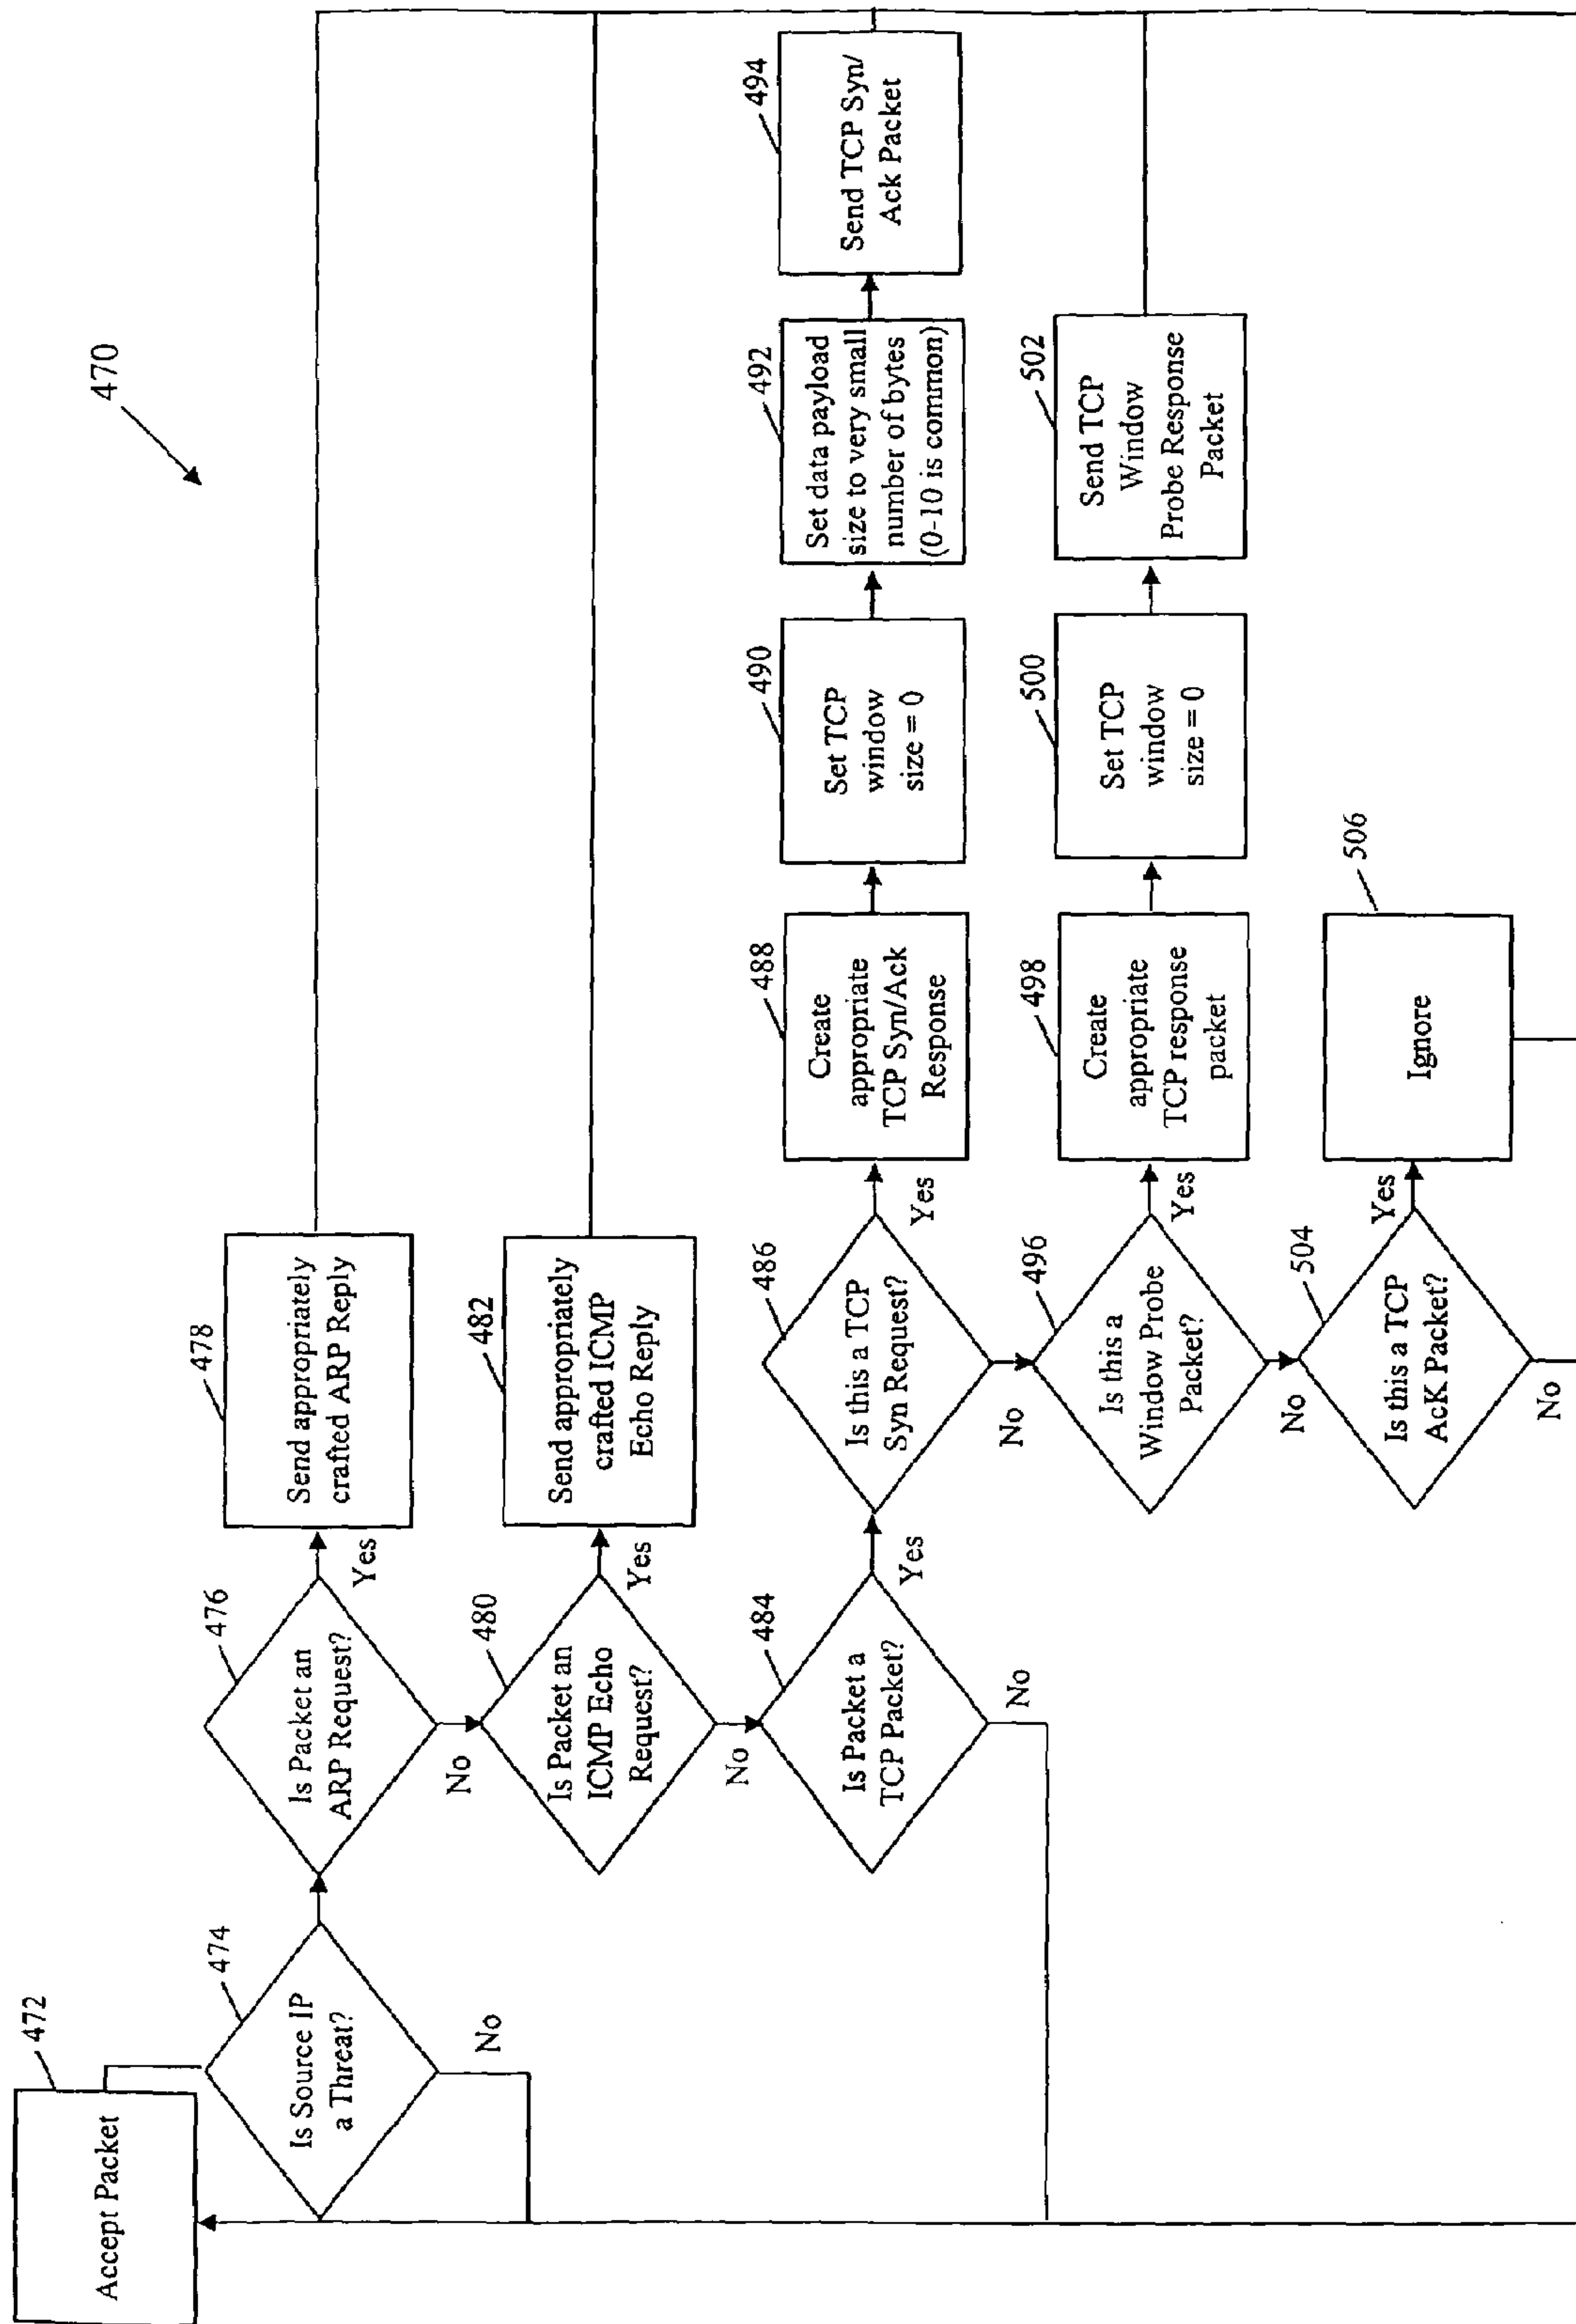 470
472
Accept Packet
474
Is Source IP
a Threat?
No
476
Is Packet an
ARP Request?
Yes
No
478
Send appropriately
crafted ARP Reply
480
Is Packet an
ICMP Echo
Request?
Yes
No
482
Send appropriately
crafted ICMP
Echo Reply
484
Is Packet a
TCP Packet?
Yes
No
486
Is this a TCP
Syn Request?
Yes
No
488
Create
appropriate
TCP Syn/Ack
Response
490
Set TCP
window
size = 0
492
Set data payload
size to very small
number of bytes
(0-10 is common)
494
Send TCP Syn/
Ack Packet
496
Is this a
Window Probe
Packet?
Yes
No
498
Create
appropriate
TCP response
packet
500
Set TCP
window
size = 0
502
Send TCP
Window
Probe Response
Packet
504
Is this a TCP
AcK Packet?
Yes
No
506
Ignore